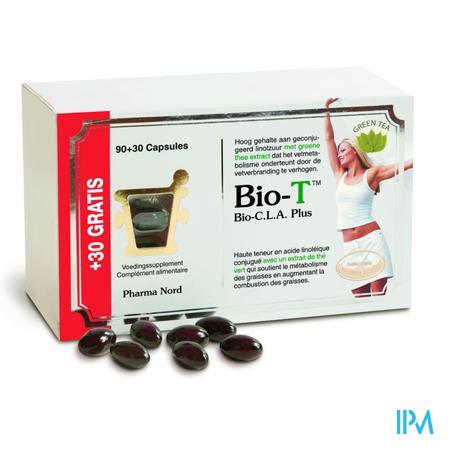 +30 GRATIS
90+30 Capsules
Voedingssupplement
Complément alimentaire
Pharma Nord
GREEN TEA
Hoog gehalte aan geconju-
geerd linolzuur met groene
thee extract dat het vetmeta-
bolisme onderteunt door de
vetverbranding te verhogen.
Bio-T™
Bio-C.L.A. Plus
Haute teneur en acide linoléique
conjugué avec un extrait de thé
vert qui soutient le métabolisme
des graisses en augmentant la
combustion des graisses.
IPM